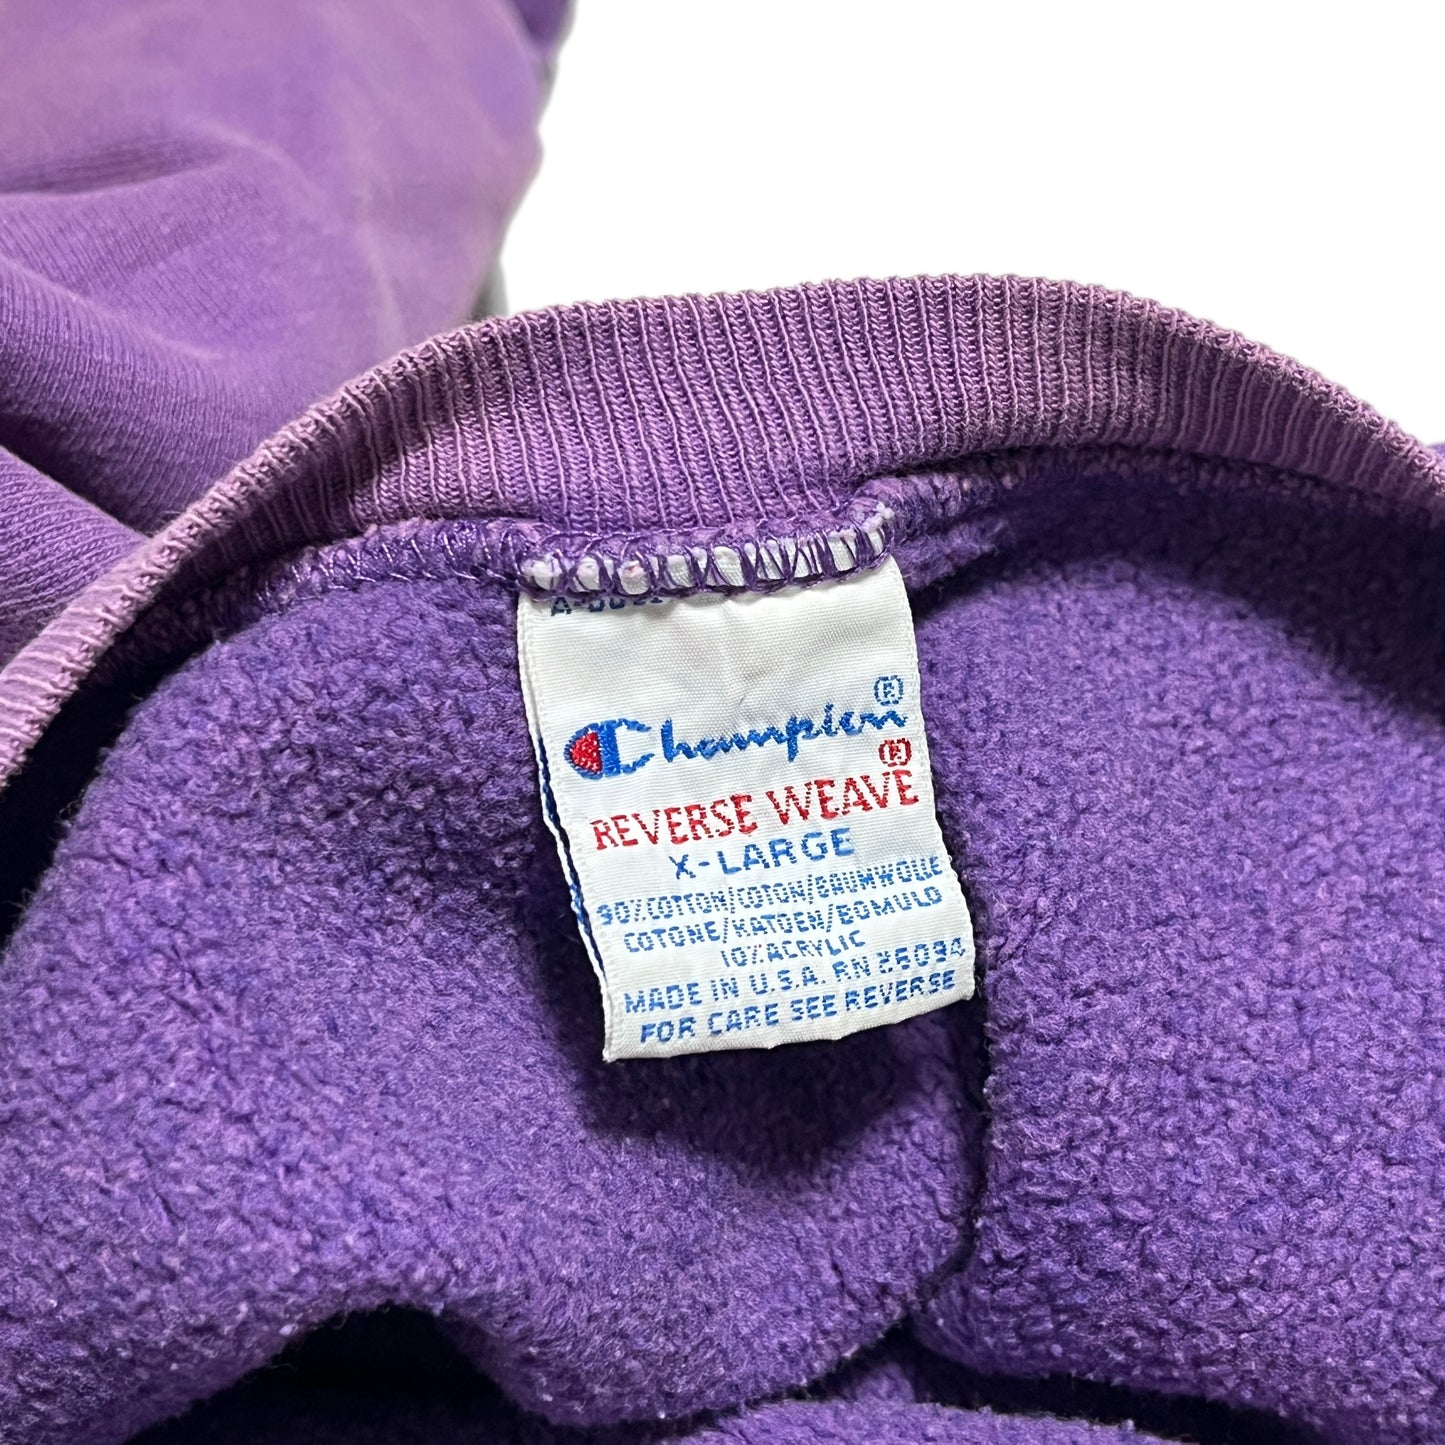 Champion®
REVERSE WEAVE®
X-LARGE
90% COTTON/COTON/BAUMWOLLE
COTONE/KATOEN/BOMULD
10% ACRYLIC
MADE IN U.S.A. RN 26094
FOR CARE SEE REVERSE